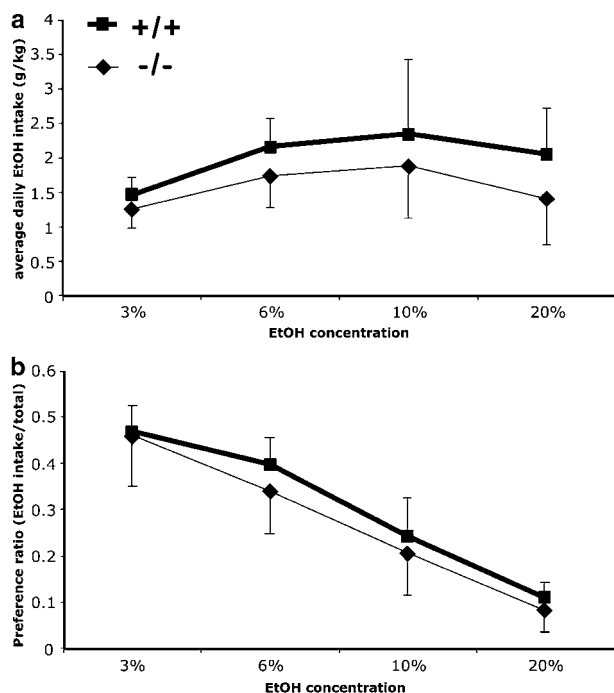 a
4
+/+
3.5
-/-
3
2.5
2
1.5
1
0.5
0
average daily EtOH intake (g/kg)
3% 6% 10% 20%
EtOH concentration
b
0.6
0.5
0.4
0.3
0.2
0.1
0
Preference ratio (EtOH intake/total)
3% 6% 10% 20%
EtOH concentration